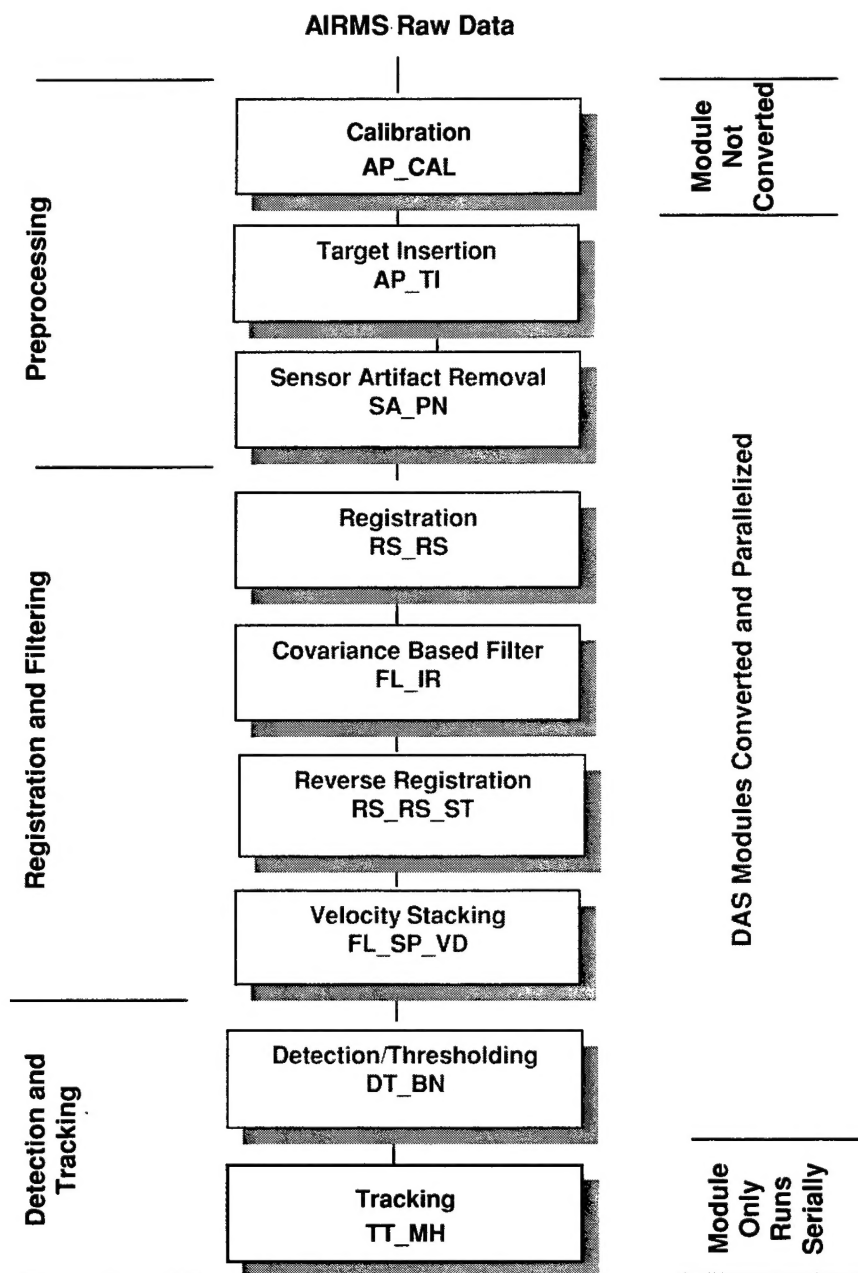 AIRMS Raw Data
Preprocessing
Calibration
AP_CAL
Module
Not
Converted
Target Insertion
AP_TI
Sensor Artifact Removal
SA_PN
Registration and Filtering
DAS Modules Converted and Parallelized
Registration
RS_RS
Covariance Based Filter
FL_IR
Reverse Registration
RS_RS_ST
Velocity Stacking
FL_SP_VD
Detection and
Tracking
Detection/Thresholding
DT_BN
Tracking
TT_MH
Module
Only
Runs
Serially